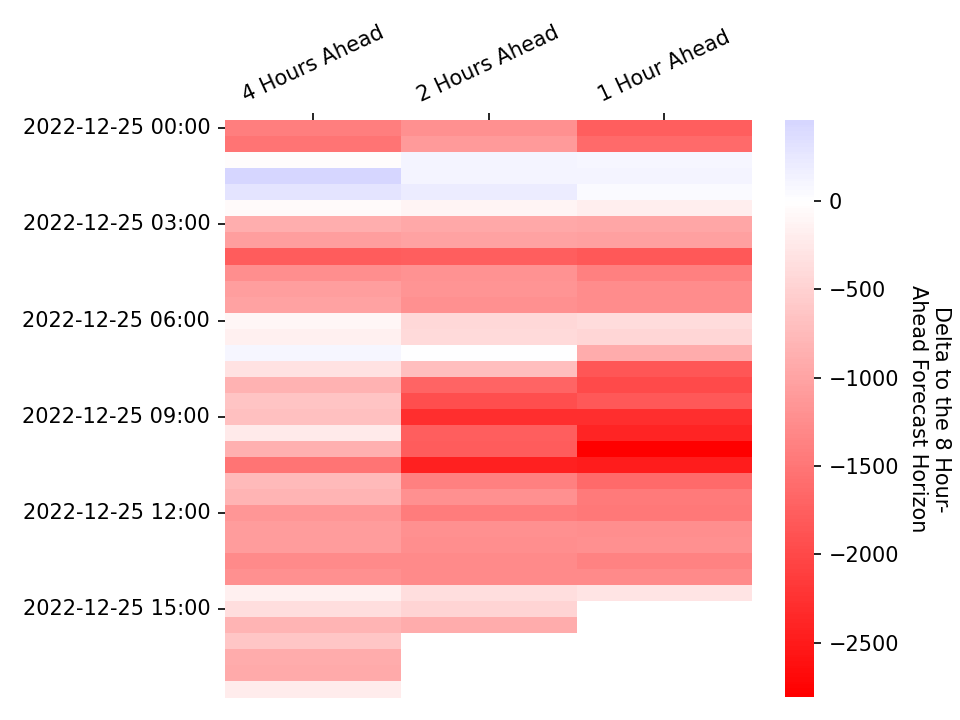 4 Hours Ahead
2 Hours Ahead
1 Hour Ahead
2022-12-25 00:00
2022-12-25 03:00
2022-12-25 06:00
2022-12-25 09:00
2022-12-25 12:00
2022-12-25 15:00
0
−500
−1000
−1500
−2000
−2500
Delta to the 8 Hour-
Ahead Forecast Horizon